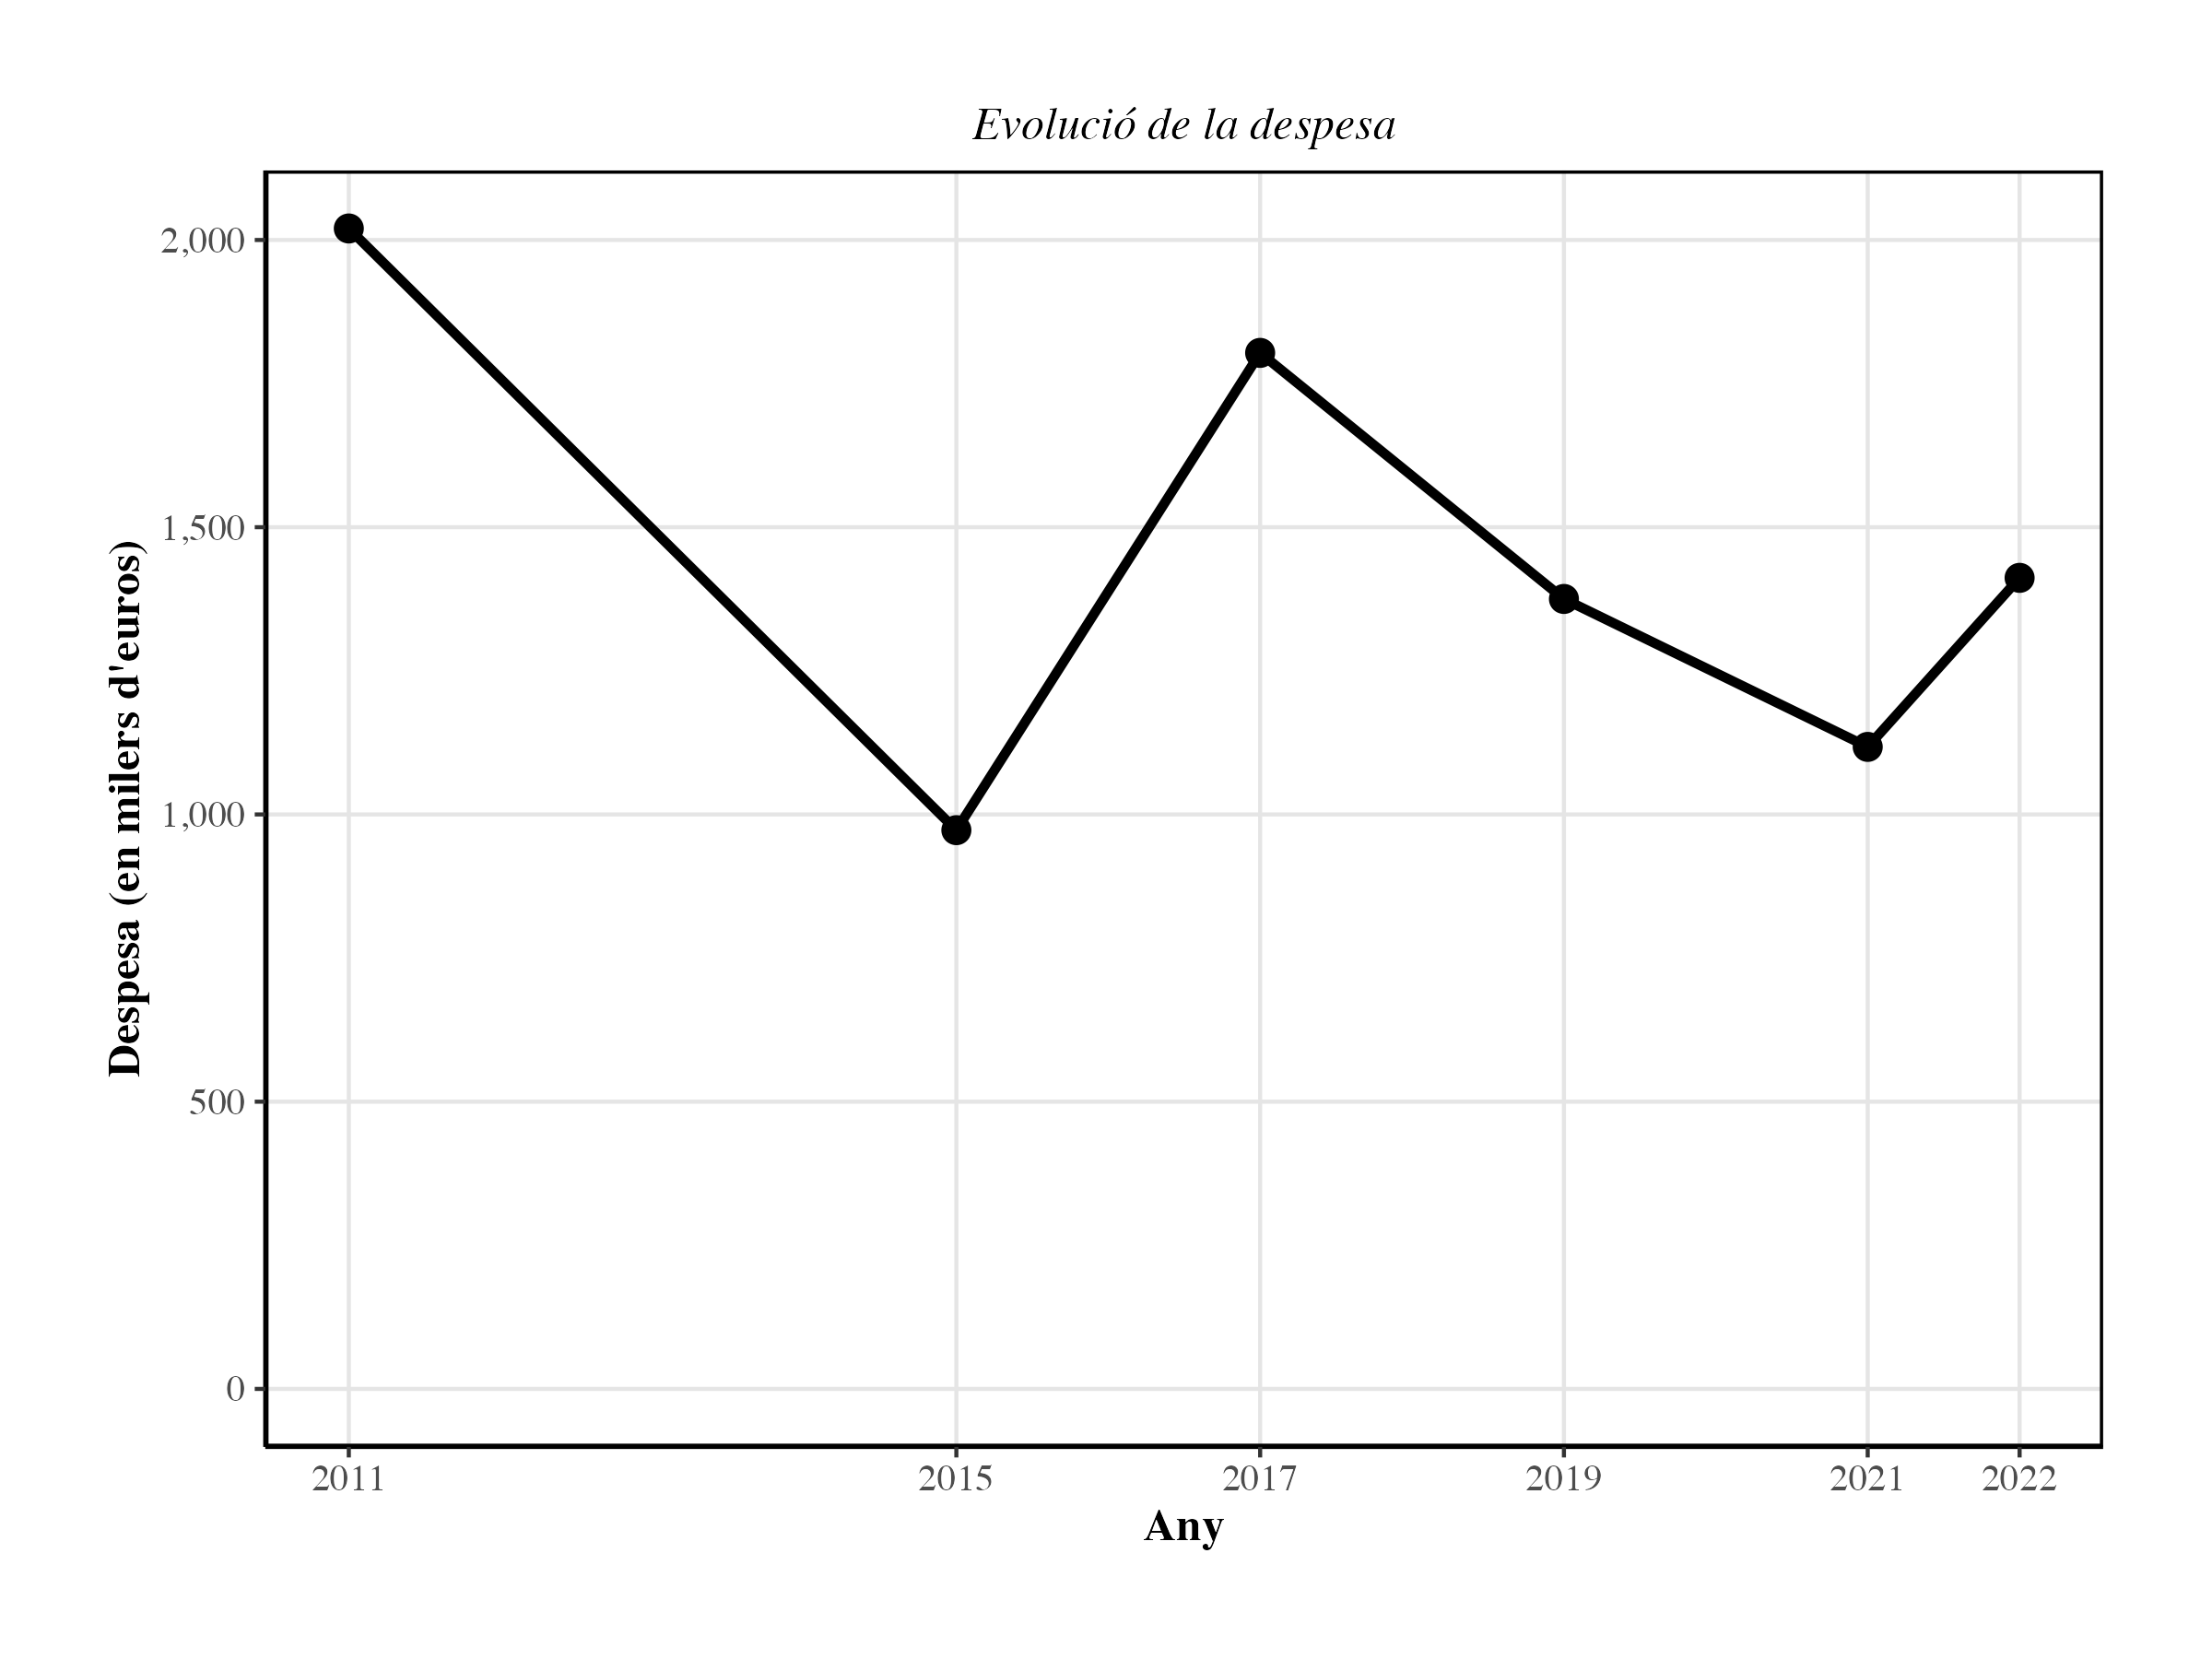 Evolució de la despesa
Despesa (en milers d'euros)
2,000
1,500
1,000
500
0
2011 2015 2017 2019 2021 2022
Any